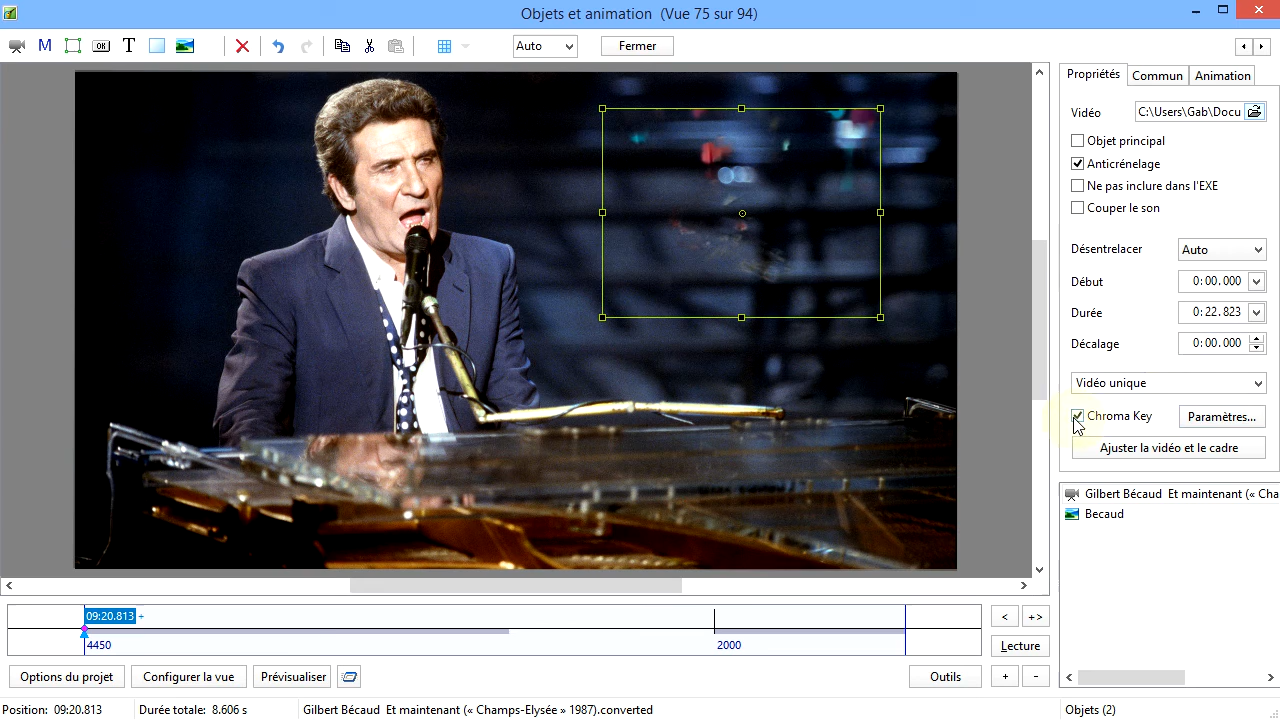 Objets et animation (Vue 75 sur 94)
M
OK
T
Auto
Fermer
Propriétés
Commun
Animation
Vidéo
C:\Users\Gab\Docu
Objet principal
Anticrénelage
Ne pas inclure dans l'EXE
Couper le son
Désentrelacer
Auto
Début
0:00.000
Durée
0:22.823
Décalage
0:00.000
Vidéo unique
Chroma Key
Paramètres...
Ajuster la vidéo et le cadre
Gilbert Bécaud Et maintenant (« Cha
Becaud
09:20.813 +
4450
2000
<
+>
Lecture
Options du projet
Configurer la vue
Prévisualiser
Outils
+
-
Position: 09:20.813
Durée totale: 8.606 s
Gilbert Bécaud Et maintenant (« Champs-Elysée » 1987).converted
Objets (2)